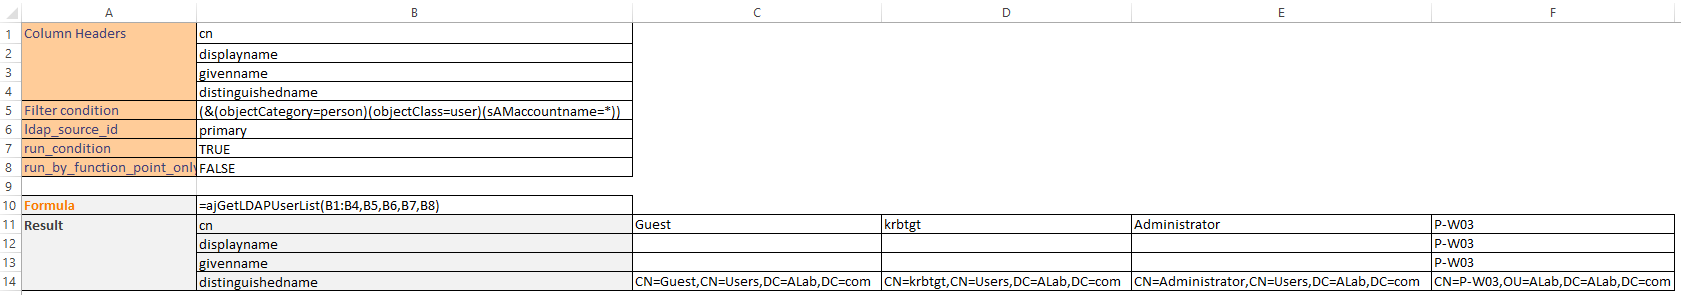 A B C D E F
1 Column Headers cn
2 displayname
3 givenname
4 distinguishedname
5 Filter condition (&(objectCategory=person)(objectClass=user)(sAMaccountname=*))
6 ldap_source_id primary
7 run_condition TRUE
8 run_by_function_point_only FALSE
9
10 Formula =ajGetLDAPUserList(B1:B4,B5,B6,B7,B8)
11 Result cn Guest krbtgt Administrator P-W03
12 displayname P-W03
13 givenname P-W03
14 distinguishedname CN=Guest,CN=Users,DC=ALab,DC=com CN=krbtgt,CN=Users,DC=ALab,DC=com CN=Administrator,CN=Users,DC=ALab,DC=com CN=P-W03,OU=ALab,DC=ALab,DC=com